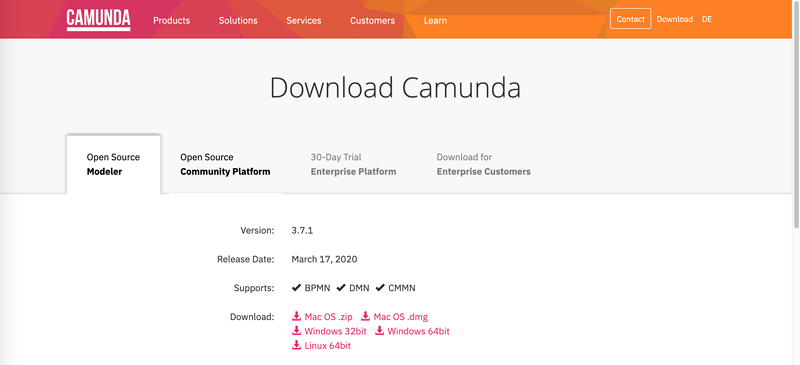 CAMUNDA Products Solutions Services Customers Learn Contact Download DE
Download Camunda
Open Source Modeler
Open Source Community Platform
30-Day Trial Enterprise Platform
Download for Enterprise Customers
Version: 3.7.1
Release Date: March 17, 2020
Supports: BPMN DMN CMMN
Download: Mac OS .zip Mac OS .dmg
Windows 32bit Windows 64bit
Linux 64bit